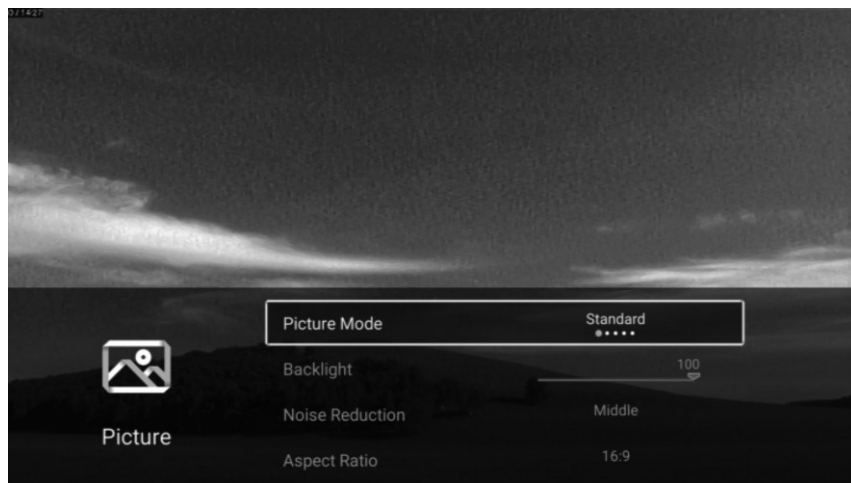 Picture Mode
Standard
Backlight
100
Noise Reduction
Middle
Picture
Aspect Ratio
16:9